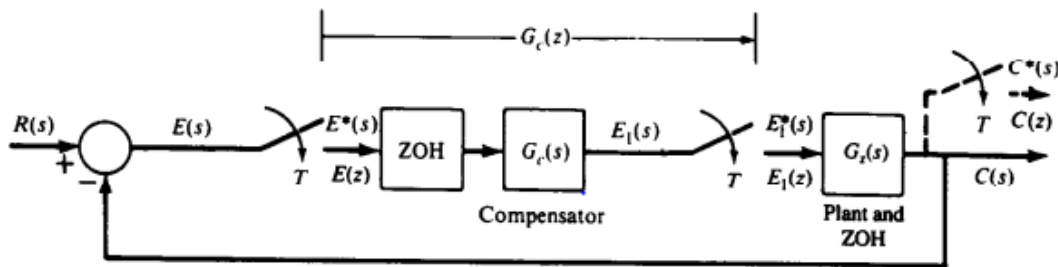 G_c(z)
C*(s)
R(s)
E(s)
E*(s)
E_1(s)
E_1^*(s)
T
C(z)
+
−
T
E(z)
ZOH
G_c(s)
T
E_1(z)
G_z(s)
C(s)
Compensator
Plant and
ZOH